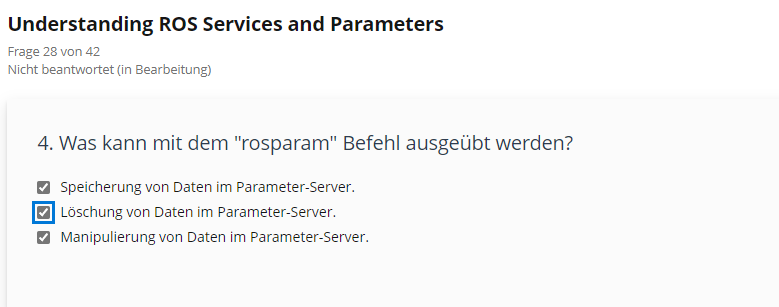 Understanding ROS Services and Parameters
Frage 28 von 42
Nicht beantwortet (in Bearbeitung)
4. Was kann mit dem "rosparam" Befehl ausgeübt werden?
Speicherung von Daten im Parameter-Server.
Löschung von Daten im Parameter-Server.
Manipulierung von Daten im Parameter-Server.